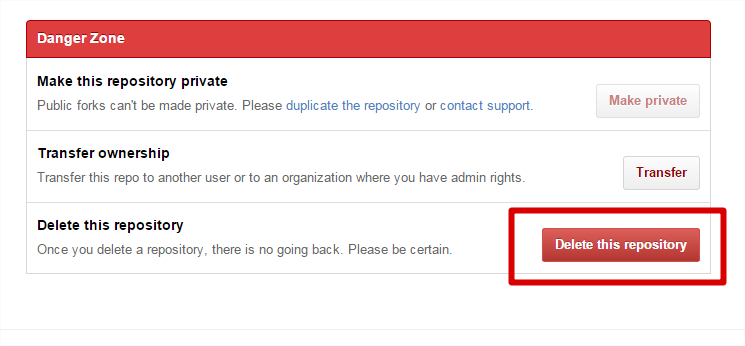 Danger Zone
Make this repository private
Public forks can't be made private. Please duplicate the repository or contact support.
Make private
Transfer ownership
Transfer this repo to another user or to an organization where you have admin rights.
Transfer
Delete this repository
Once you delete a repository, there is no going back. Please be certain.
Delete this repository